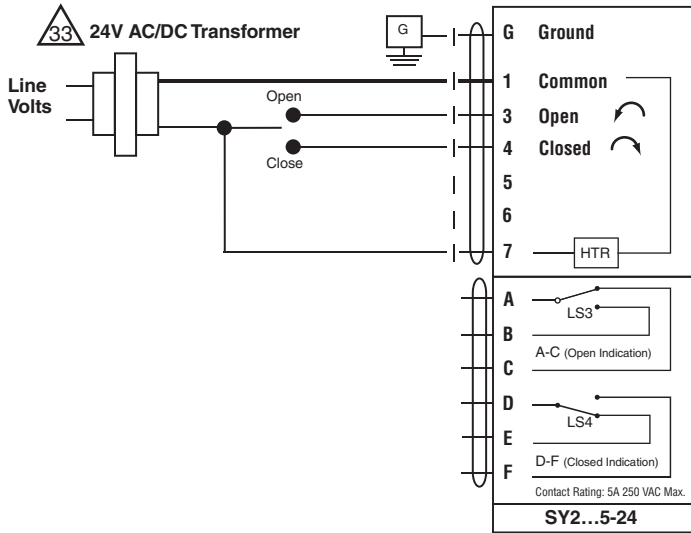 33 24V AC/DC Transformer
G
G Ground
Line
Volts
1 Common
Open
3 Open
4 Closed
Close
5
6
7 HTR
A
LS3
B
A-C (Open Indication)
C
D
LS4
E
D-F (Closed Indication)
F
Contact Rating: 5A 250 VAC Max.
SY2...5-24